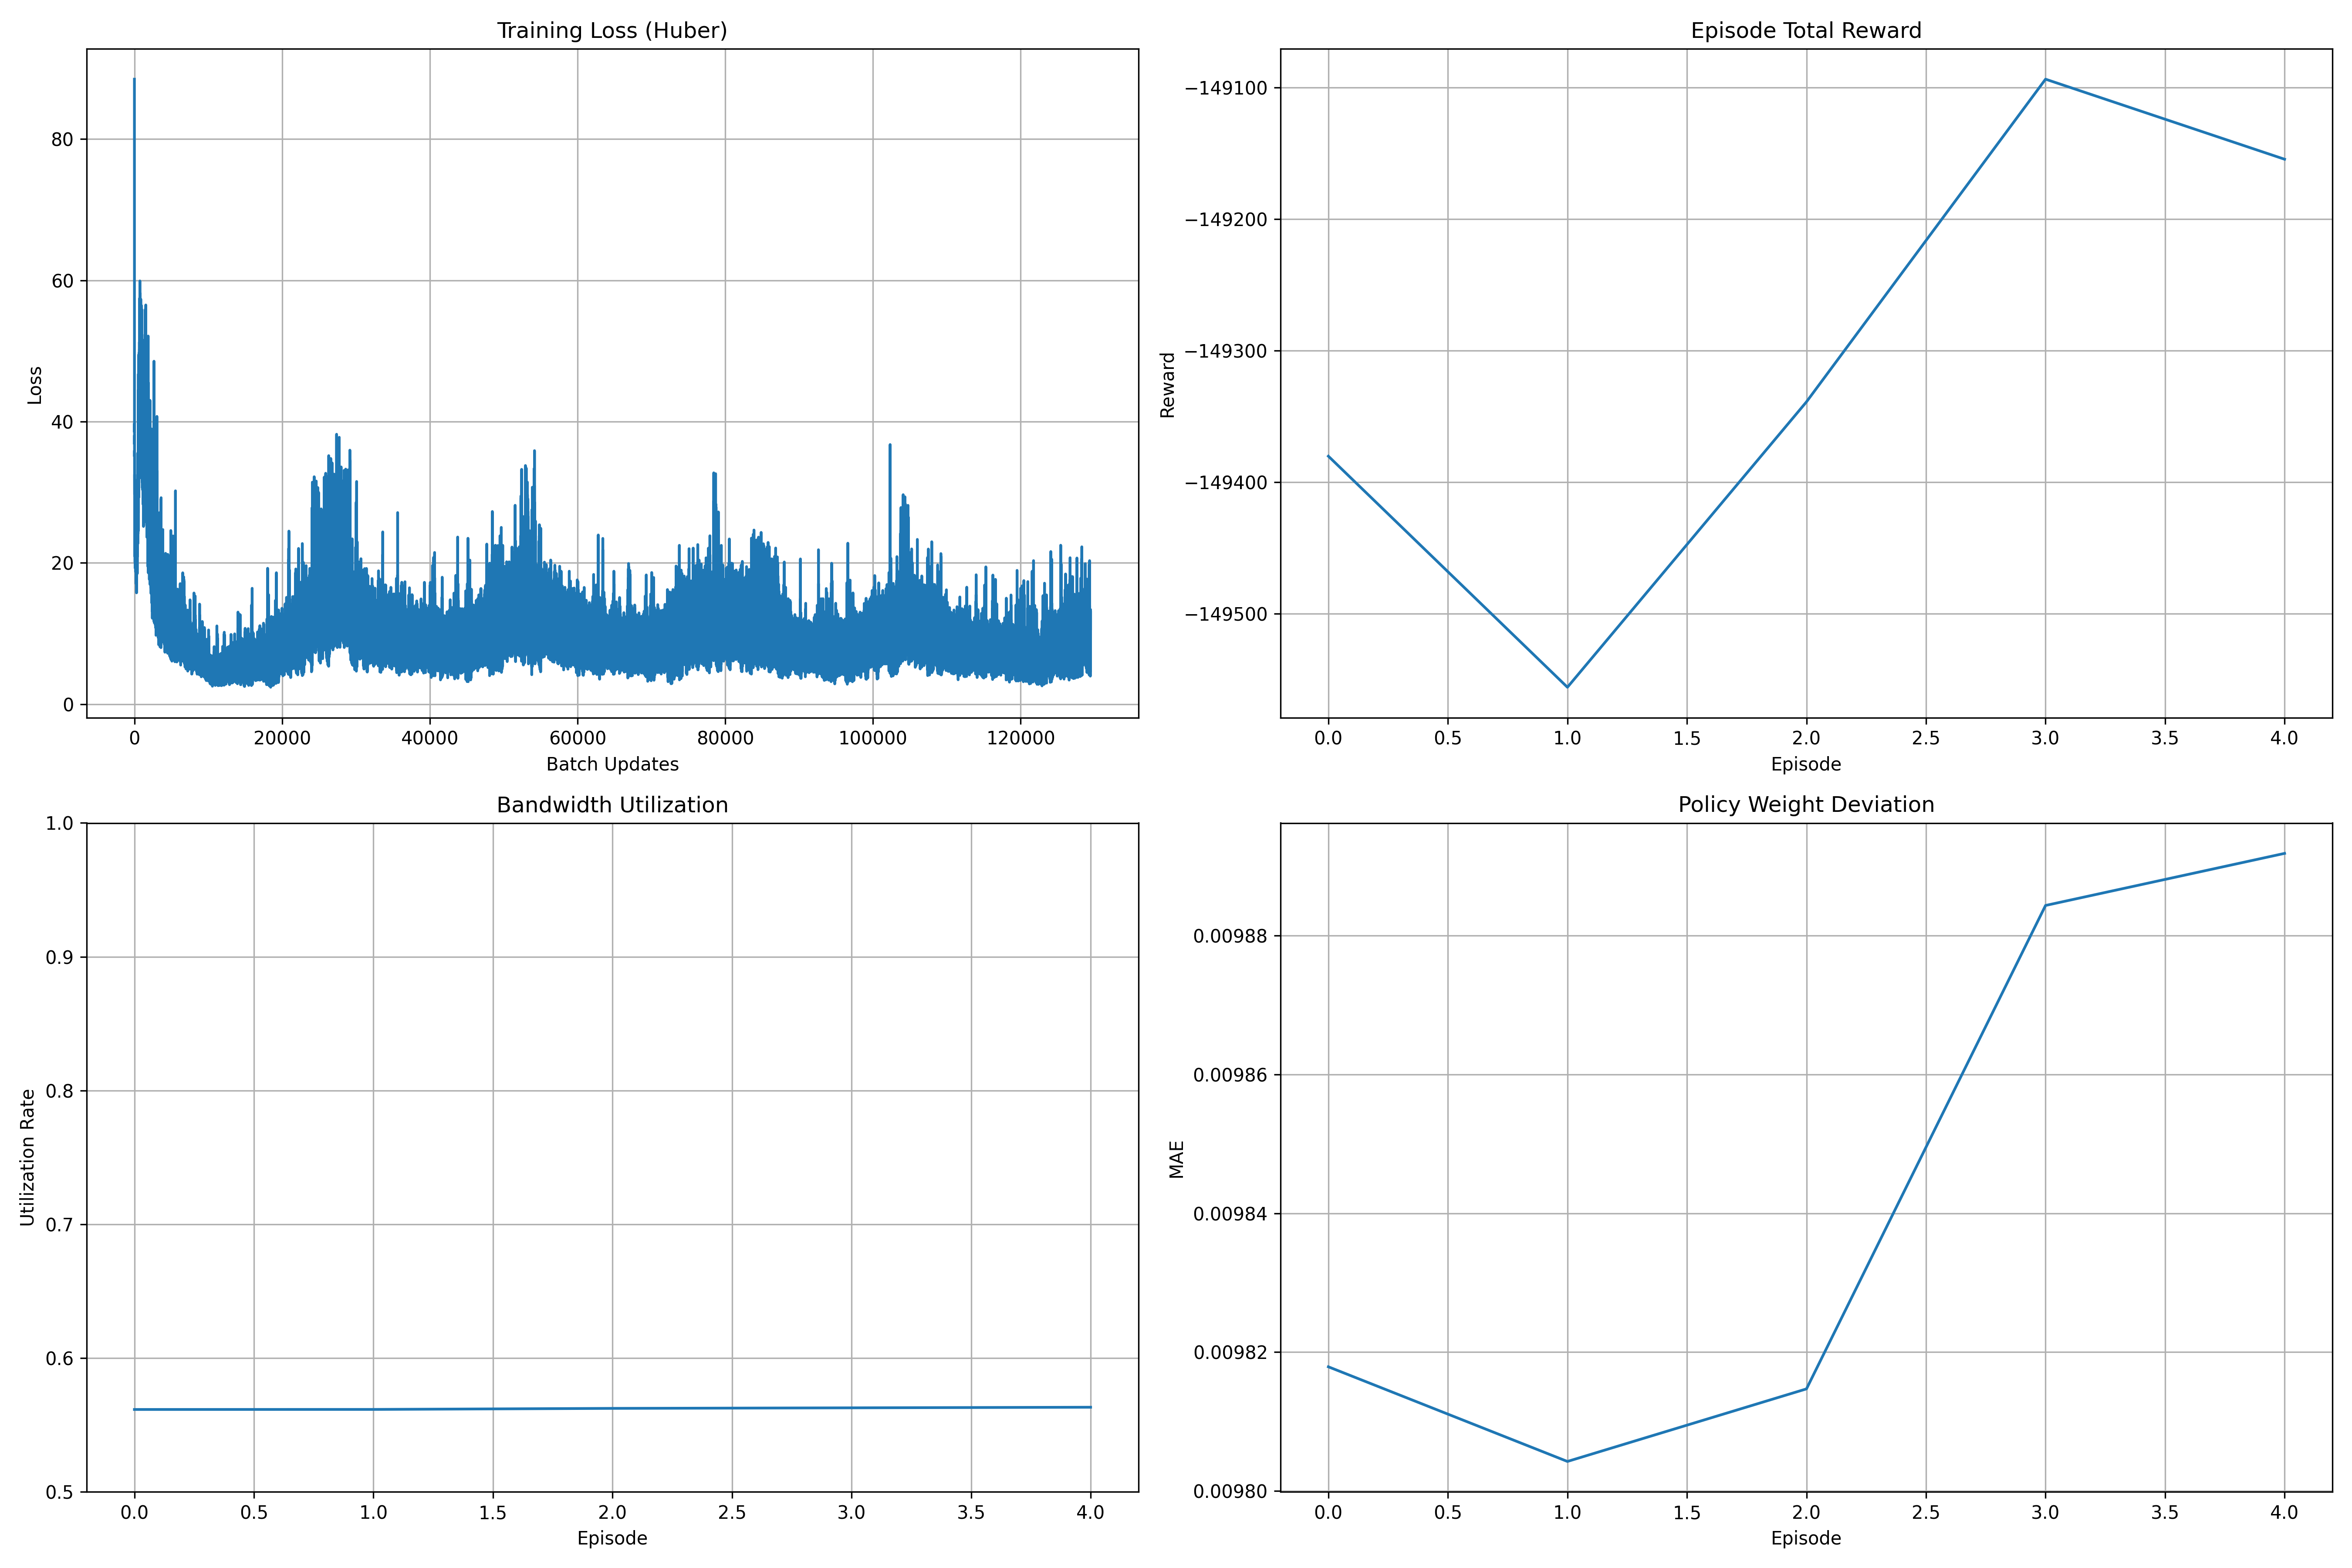 Training Loss (Huber)
80
60
40
20
0
Loss
0 20000 40000 60000 80000 100000 120000
Batch Updates
Episode Total Reward
−149100
−149200
−149300
−149400
−149500
Reward
0.0 0.5 1.0 1.5 2.0 2.5 3.0 3.5 4.0
Episode
Bandwidth Utilization
1.0
0.9
0.8
0.7
0.6
0.5
Utilization Rate
0.0 0.5 1.0 1.5 2.0 2.5 3.0 3.5 4.0
Episode
Policy Weight Deviation
0.00988
0.00986
0.00984
0.00982
0.00980
MAE
0.0 0.5 1.0 1.5 2.0 2.5 3.0 3.5 4.0
Episode